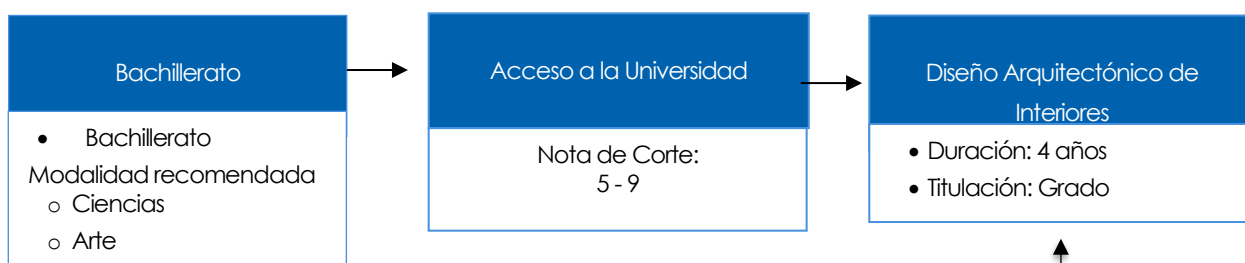 Bachillerato
• Bachillerato
Modalidad recomendada
o Ciencias
o Arte
Acceso a la Universidad
Nota de Corte:
5 - 9
Diseño Arquitectónico de
Interiores
• Duración: 4 años
• Titulación: Grado